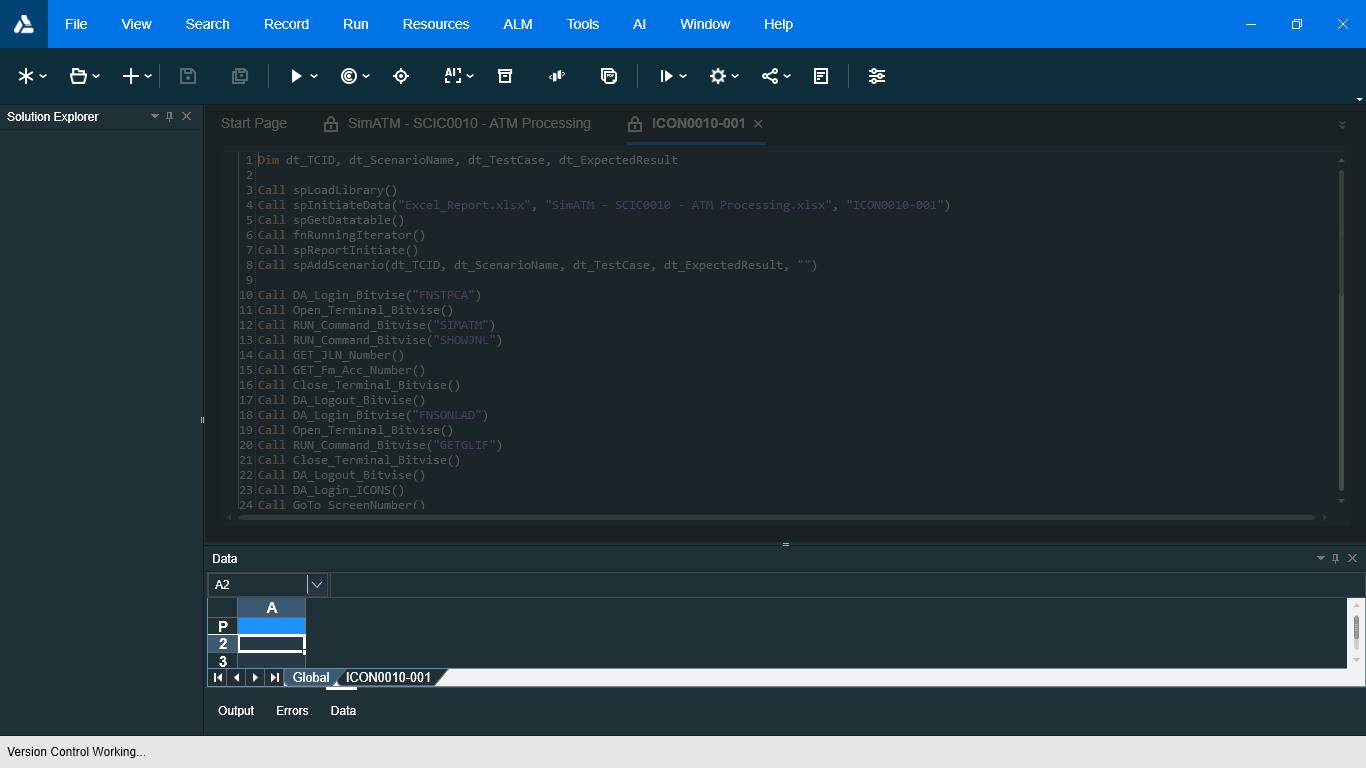 File View Search Record Run Resources ALM Tools AI Window Help
Solution Explorer
Start Page SimATM - SCIC0010 - ATM Processing ICON0010-001
1 Dim dt_TCID, dt_ScenarioName, dt_TestCase, dt_ExpectedResult
2
3 Call spLoadLibrary()
4 Call spInitiateData("Excel_Report.xlsx", "SimATM - SCIC0010 - ATM Processing.xlsx", "ICON0010-001")
5 Call spGetDatatable()
6 Call fnRunningIterator()
7 Call spReportInitiate()
8 Call spAddScenario(dt_TCID, dt_ScenarioName, dt_TestCase, dt_ExpectedResult, "")
9
10 Call DA_Login_Bitvise("FNSTPCA")
11 Call Open_Terminal_Bitvise()
12 Call RUN_Command_Bitvise("SIMATM")
13 Call RUN_Command_Bitvise("SHOWJNL")
14 Call GET_JLN_Number()
15 Call GET_Fm_Acc_Number()
16 Call Close_Terminal_Bitvise()
17 Call DA_Logout_Bitvise()
18 Call DA_Login_Bitvise("FNSONLAD")
19 Call Open_Terminal_Bitvise()
20 Call RUN_Command_Bitvise("GETGLIF")
21 Call Close_Terminal_Bitvise()
22 Call DA_Logout_Bitvise()
23 Call DA_Login_ICONS()
24 Call GoTo_ScreenNumber()
Data
A2
A
P
2
3
Global ICON0010-001
Output Errors Data
Version Control Working...